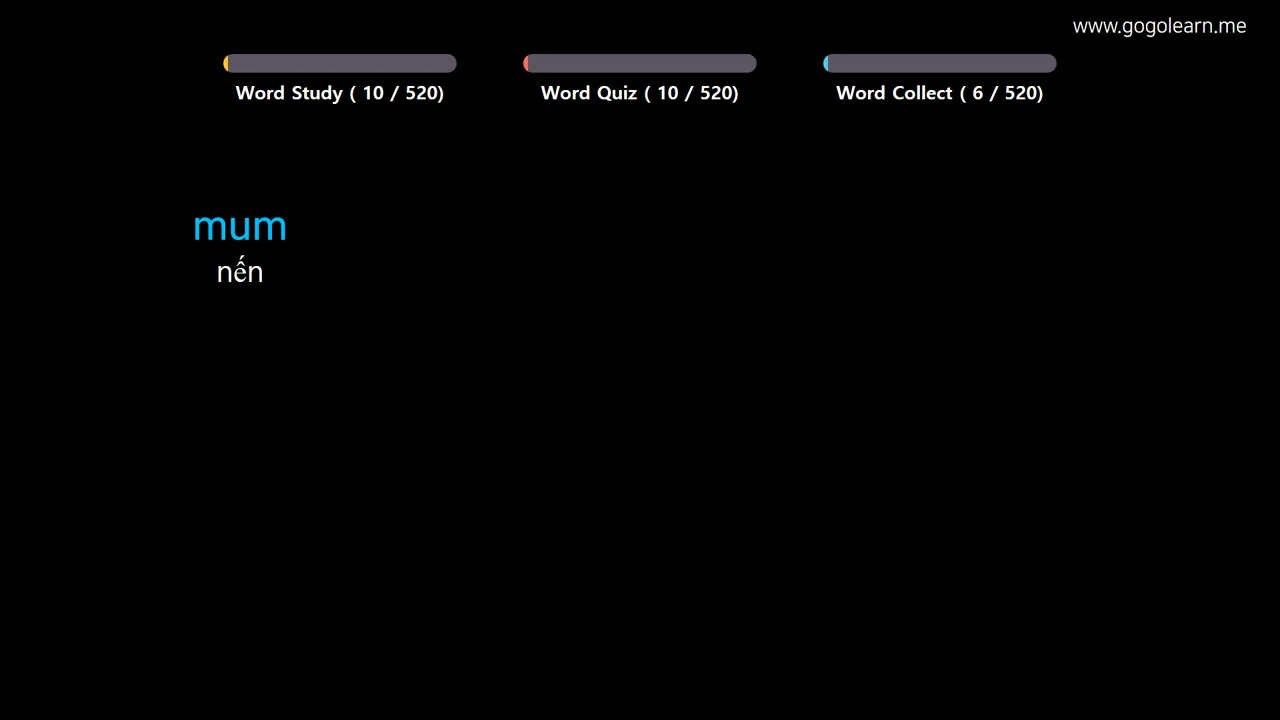 www.gogolearn.me
Word Study ( 10 / 520)
Word Quiz ( 10 / 520)
Word Collect ( 6 / 520)
mum
nến